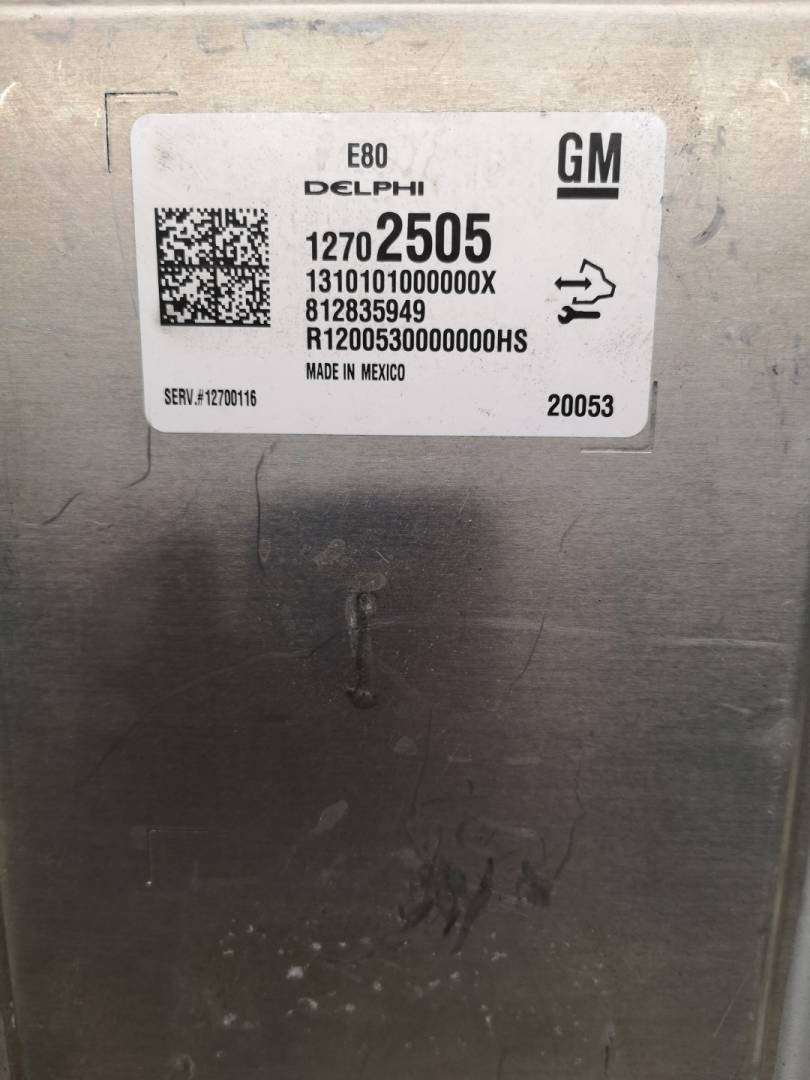 E80
GM
DELPHI
12702505
1310101000000X
812835949
R1200530000000HS
MADE IN MEXICO
SERV.#12700116
20053